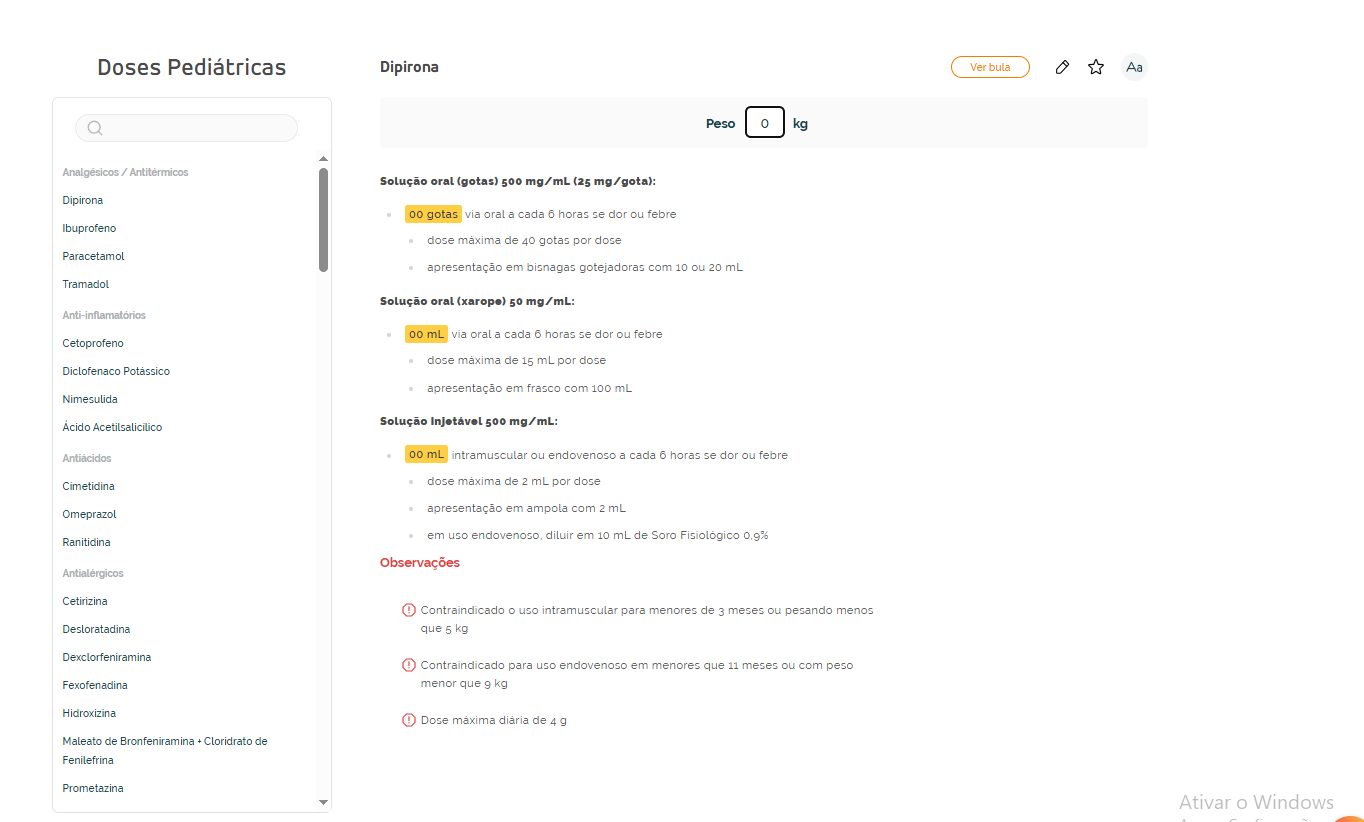 Doses Pediátricas
Analgésicos / Antitérmicos
Dipirona
Ibuprofeno
Paracetamol
Tramadol
Anti-inflamatórios
Cetoprofeno
Diclofenaco Potássico
Nimesulida
Ácido Acetilsalicílico
Antiácidos
Cimetidina
Omeprazol
Ranitidina
Antialérgicos
Cetirizina
Desloratadina
Dexclorfeniramina
Fexofenadina
Hidroxizina
Maleato de Bronfeniramina + Cloridrato de
Fenilefrina
Prometazina
Dipirona
Ver bula
Aa
Peso 0 kg
Solução oral (gotas) 500 mg/mL (25 mg/gota):
00 gotas via oral a cada 6 horas se dor ou febre
dose máxima de 40 gotas por dose
apresentação em bisnagas gotejadoras com 10 ou 20 mL
Solução oral (xarope) 50 mg/mL:
00 mL via oral a cada 6 horas se dor ou febre
dose máxima de 15 mL por dose
apresentação em frasco com 100 mL
Solução injetável 500 mg/mL:
00 mL intramuscular ou endovenoso a cada 6 horas se dor ou febre
dose máxima de 2 mL por dose
apresentação em ampola com 2 mL
em uso endovenoso, diluir em 10 mL de Soro Fisiológico 0,9%
Observações
Contraindicado o uso intramuscular para menores de 3 meses ou pesando menos
que 5 kg
Contraindicado para uso endovenoso em menores que 11 meses ou com peso
menor que 9 kg
Dose máxima diária de 4 g
Ativar o Windows